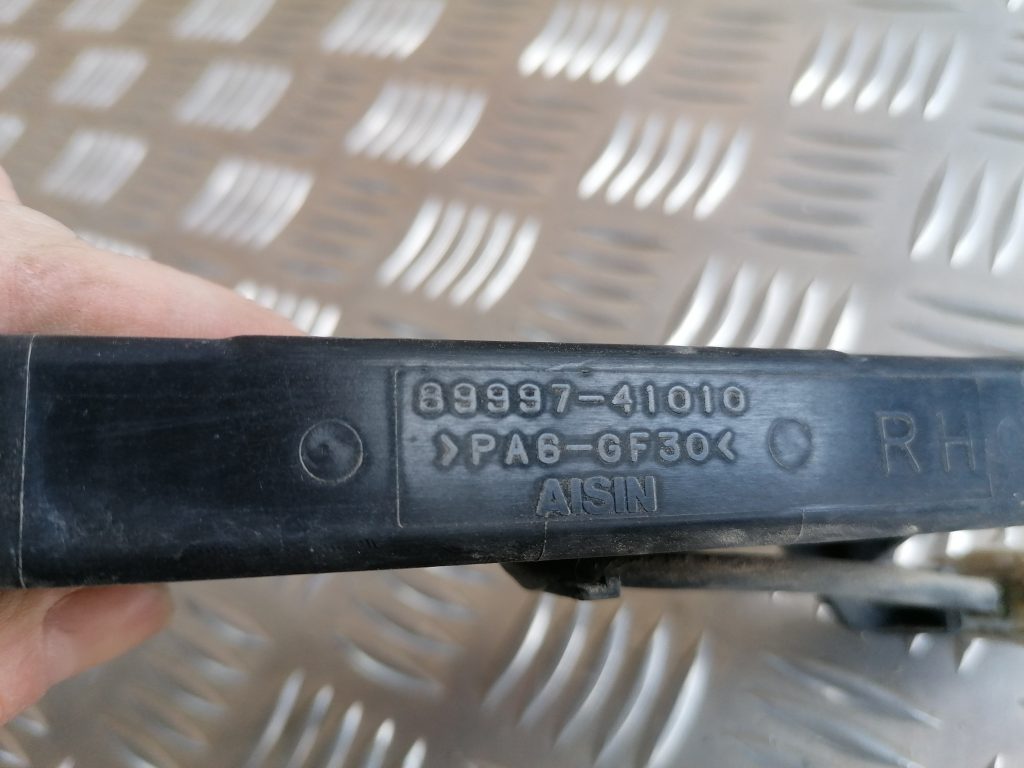 89997-41010
>PA6-GF30<
AISIN
RH